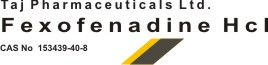 Taj Pharmaceuticals Ltd.
Fexofenadine Hcl
CAS No 153439-40-8